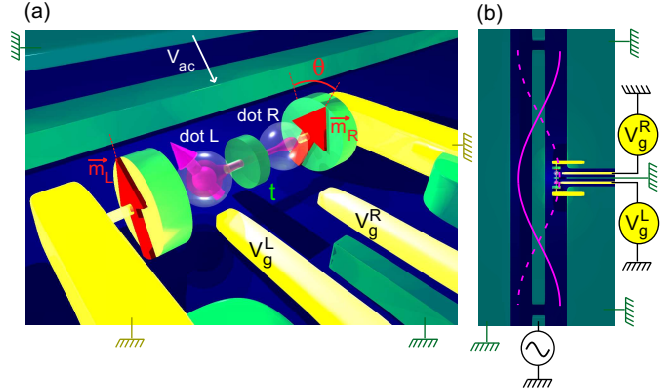 (a)
V_ac
θ
dot R
dot L
m_R
m_L
t
V_g^R
V_g^L
(b)
V_g^R
V_g^L